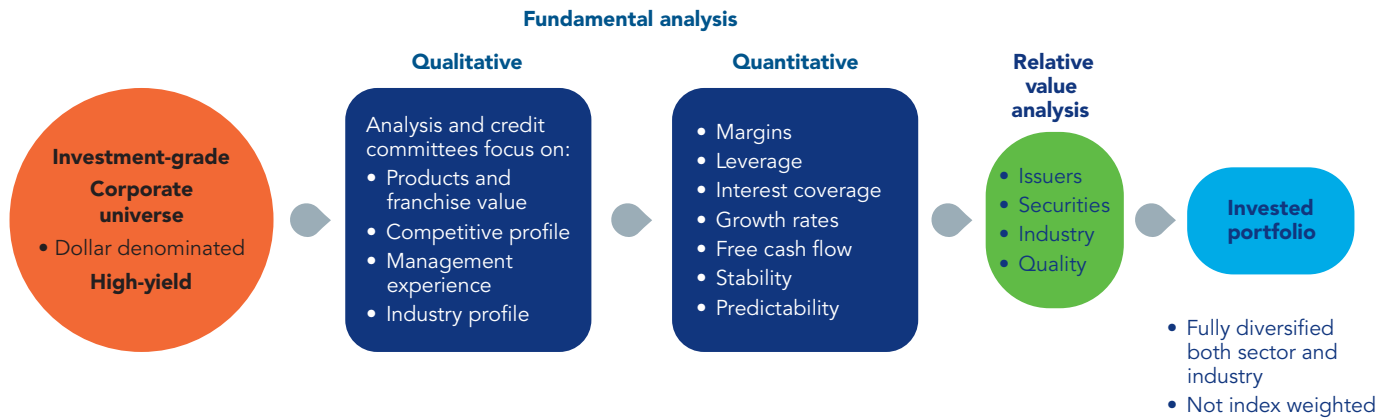 Fundamental analysis
Qualitative
Quantitative
Relative
value
analysis
Investment-grade
Corporate
universe
• Dollar denominated
High-yield
Analysis and credit
committees focus on:
• Products and
franchise value
• Competitive profile
• Management
experience
• Industry profile
• Margins
• Leverage
• Interest coverage
• Growth rates
• Free cash flow
• Stability
• Predictability
• Issuers
• Securities
• Industry
• Quality
Invested
portfolio
• Fully diversified
both sector and
industry
• Not index weighted